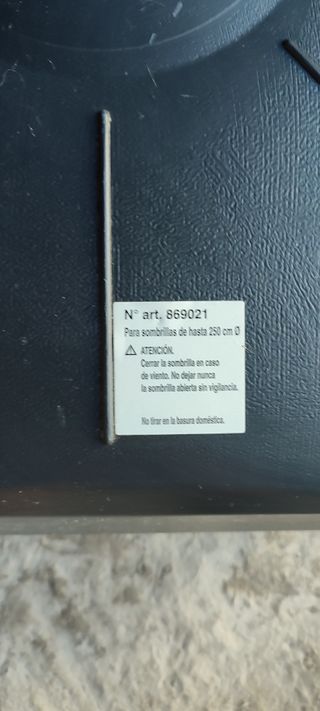 N° art. 869021
Para sombrillas de hasta 250 cm Ø
ATENCIÓN.
Cerrar la sombrilla en caso
de viento. No dejar nunca
la sombrilla abierta sin vigilancia.
No tirar en la basura doméstica.